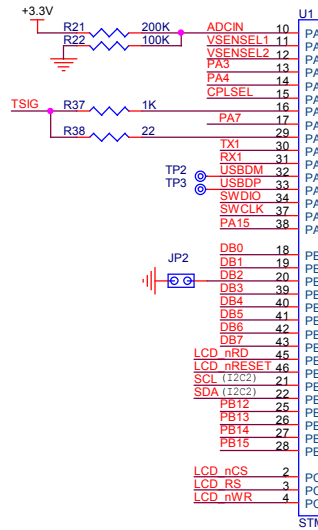 +3.3V
U1
R21 200K ADCIN 10 PA
R22 100K VSENSEL1 11 PA
VSENSEL2 12 PA
PA3 13 PA
PA4 14 PA
CPLSEL 15 PA
TSIG R37 1K 16 PA
PA7 17 PA
R38 22 29 PA
TX1 30 PA
RX1 31 PA
TP2 USBDM 32 PA
TP3 USBDP 33 PA
SWDIO 34 PA
SWCLK 37 PA
PA15 38 PA
DB0 18 PB
DB1 19 PB
JP2 DB2 20 PB
DB3 39 PB
DB4 40 PB
DB5 41 PB
DB6 42 PB
DB7 43 PB
LCD_nRD 45 PB
LCD_nRESET 46 PB
SCL (I2C2) 21 PB
SDA (I2C2) 22 PB
PB12 25 PB
PB13 26 PB
PB14 27 PB
PB15 28 PB
LCD_nCS 2 PC
LCD_RS 3 PC
LCD_nWR 4 PC
STM